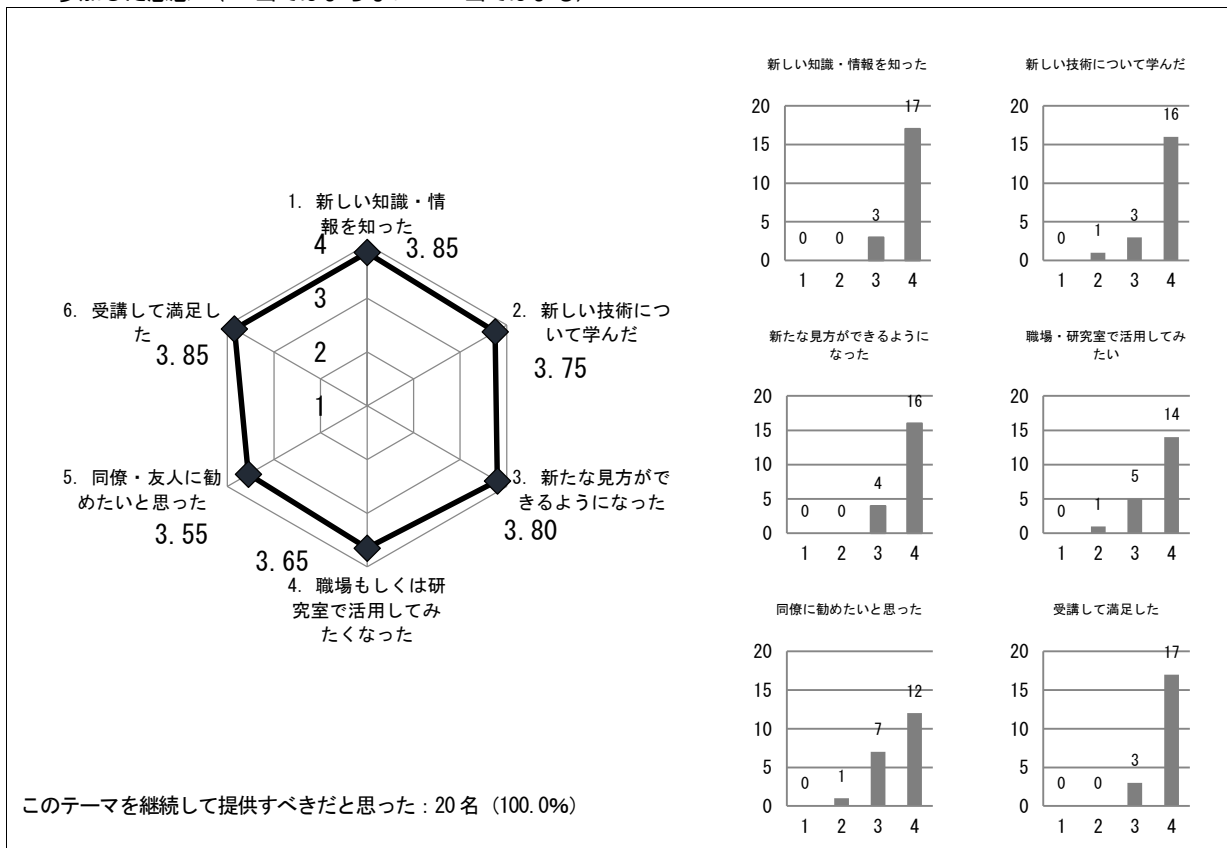 1. 新しい知識・情
報を知った
3.85
4
3
2
1
2. 新しい技術につ
いて学んだ
3.75
3. 新たな見方がで
きるようになった
3.80
3.65
4. 職場もしくは研
究室で活用してみ
たくなった
5. 同僚・友人に勧
めたいと思った
3.55
6. 受講して満足し
た
3.85
このテーマを継続して提供すべきだと思った：20名（100.0%）
新しい知識・情報を知った
20
15
10
5
0
0 0 3 17
1 2 3 4
新しい技術について学んだ
20
15
10
5
0
0 1 3 16
1 2 3 4
新たな見方ができるように
なった
20
15
10
5
0
0 0 4 16
1 2 3 4
職場・研究室で活用してみ
たい
20
15
10
5
0
0 1 5 14
1 2 3 4
同僚に勧めたいと思った
20
15
10
5
0
0 1 7 12
1 2 3 4
受講して満足した
20
15
10
5
0
0 0 3 17
1 2 3 4